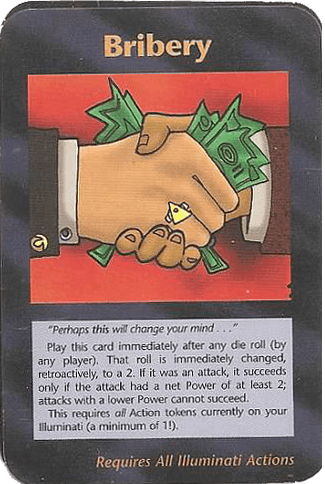 Bribery
"Perhaps this will change your mind . . ."
Play this card immediately after any die roll (by
any player). That roll is immediately changed,
retroactively, to a 2. If it was an attack, it succeeds
only if the attack had a net Power of at least 2;
attacks with a lower Power cannot succeed.
This requires all Action tokens currently on your
Illuminati (a minimum of 1!).
Requires All Illuminati Actions